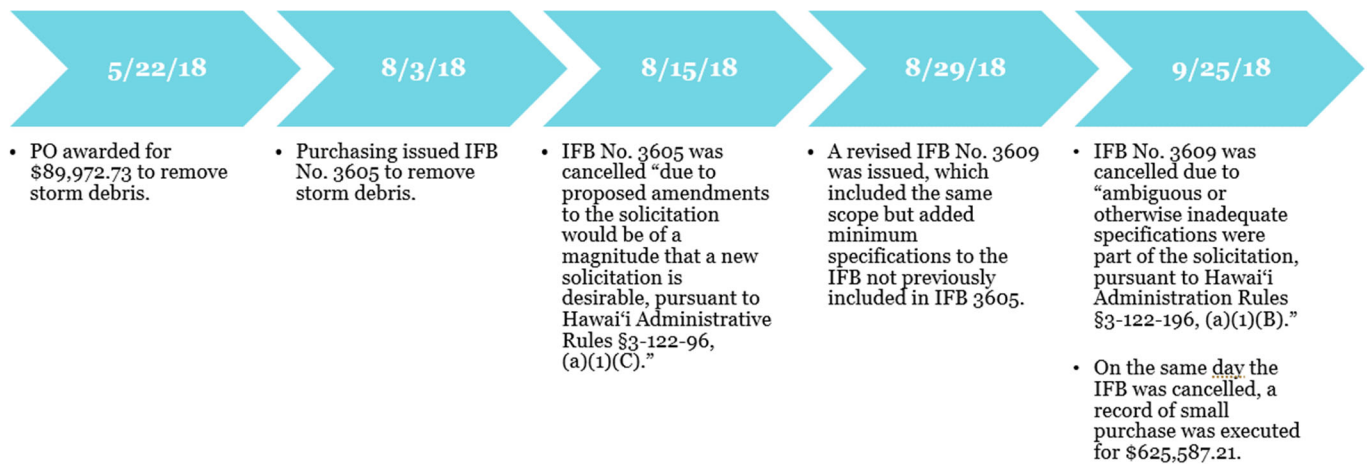 5/22/18
• PO awarded for
$89,972.73 to remove
storm debris.
8/3/18
• Purchasing issued IFB
No. 3605 to remove
storm debris.
8/15/18
• IFB No. 3605 was
cancelled “due to
proposed amendments
to the solicitation
would be of a
magnitude that a new
solicitation is
desirable, pursuant to
Hawaiʻi Administrative
Rules §3-122-96,
(a)(1)(C).”
8/29/18
• A revised IFB No. 3609
was issued, which
included the same
scope but added
minimum
specifications to the
IFB not previously
included in IFB 3605.
9/25/18
• IFB No. 3609 was
cancelled due to
“ambiguous or
otherwise inadequate
specifications were
part of the solicitation,
pursuant to Hawaiʻi
Administration Rules
§3-122-196, (a)(1)(B).”
• On the same day the
IFB was cancelled, a
record of small
purchase was executed
for $625,587.21.